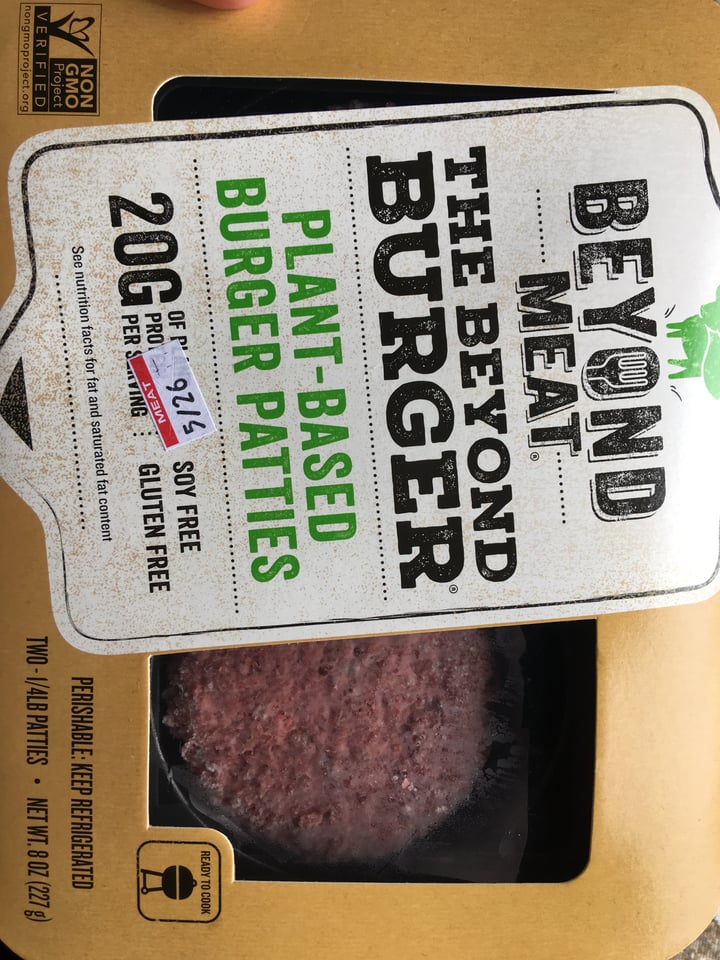 BEYOND
MEAT®
THE BEYOND
BURGER®
PLANT-BASED
BURGER PATTIES
20G
OF
PER
SOY FREE
GLUTEN FREE
5/26
MEAT
See nutrition facts for fat and saturated fat content
NON
GMO
Project
VERIFIED
nongmoproject.org
PERISHABLE: KEEP REFRIGERATED
TWO - 1/4LB PATTIES • NET WT. 8 OZ (227 g)
READY TO COOK